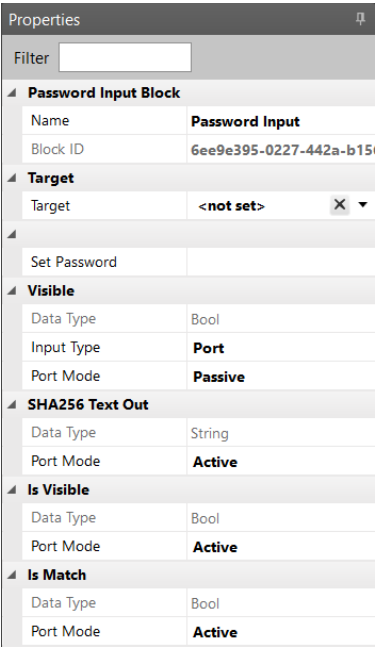 Properties
Filter
Password Input Block
Name Password Input
Block ID 6ee9e395-0227-442a-b15
Target
Target <not set>
Set Password
Visible
Data Type Bool
Input Type Port
Port Mode Passive
SHA256 Text Out
Data Type String
Port Mode Active
Is Visible
Data Type Bool
Port Mode Active
Is Match
Data Type Bool
Port Mode Active